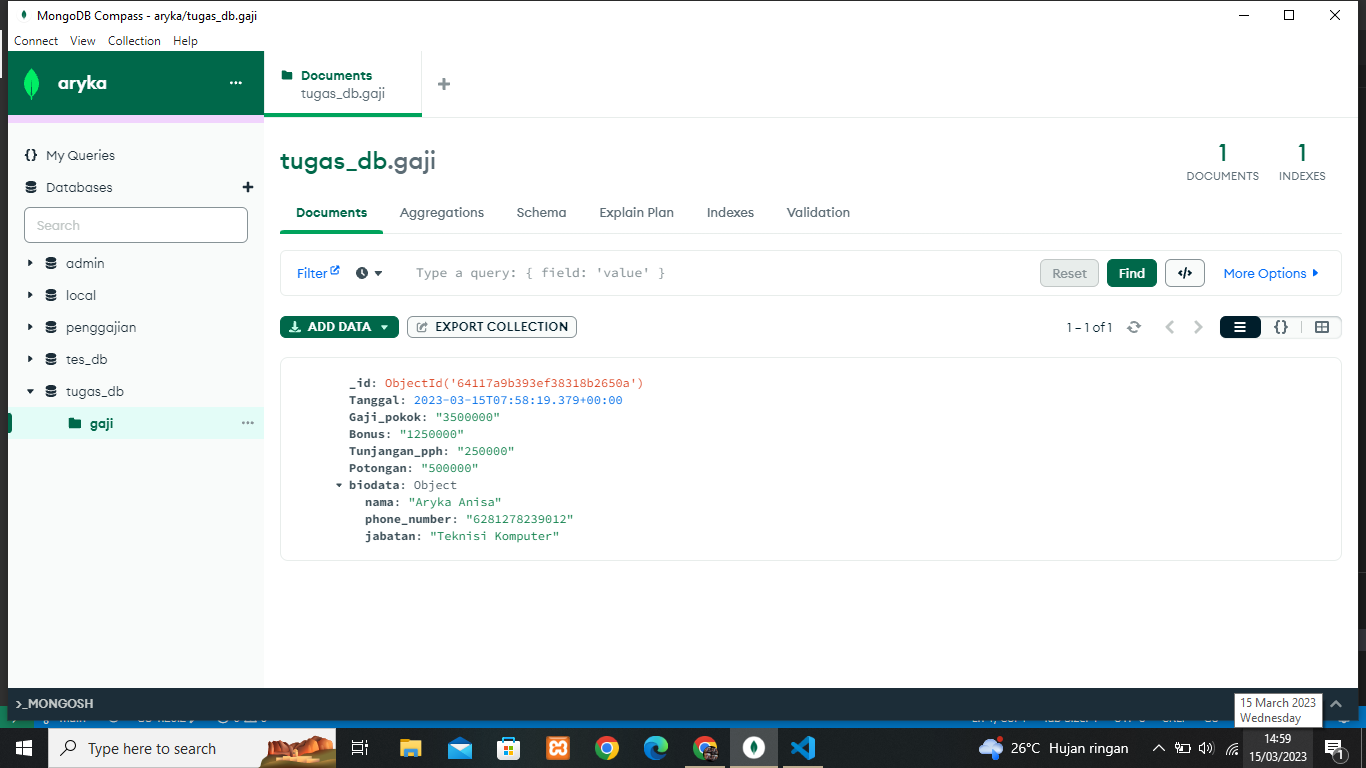 MongoDB Compass - aryka/tugas_db.gaji
Connect View Collection Help
aryka
Documents
tugas_db.gaji
My Queries
Databases
Search
admin
local
penggajian
tes_db
tugas_db
gaji
tugas_db.gaji
1
DOCUMENTS
1
INDEXES
Documents Aggregations Schema Explain Plan Indexes Validation
Filter
Type a query: { field: 'value' }
Reset Find </> More Options
ADD DATA EXPORT COLLECTION
1 – 1 of 1
_id: ObjectId('64117a9b393ef38318b2650a')
Tanggal: 2023-03-15T07:58:19.379+00:00
Gaji_pokok: "3500000"
Bonus: "1250000"
Tunjangan_pph: "250000"
Potongan: "500000"
biodata: Object
nama: "Aryka Anisa"
phone_number: "6281278239012"
jabatan: "Teknisi Komputer"
>_MONGOSH
15 March 2023
Wednesday
Type here to search
26°C Hujan ringan
14:59
15/03/2023
1